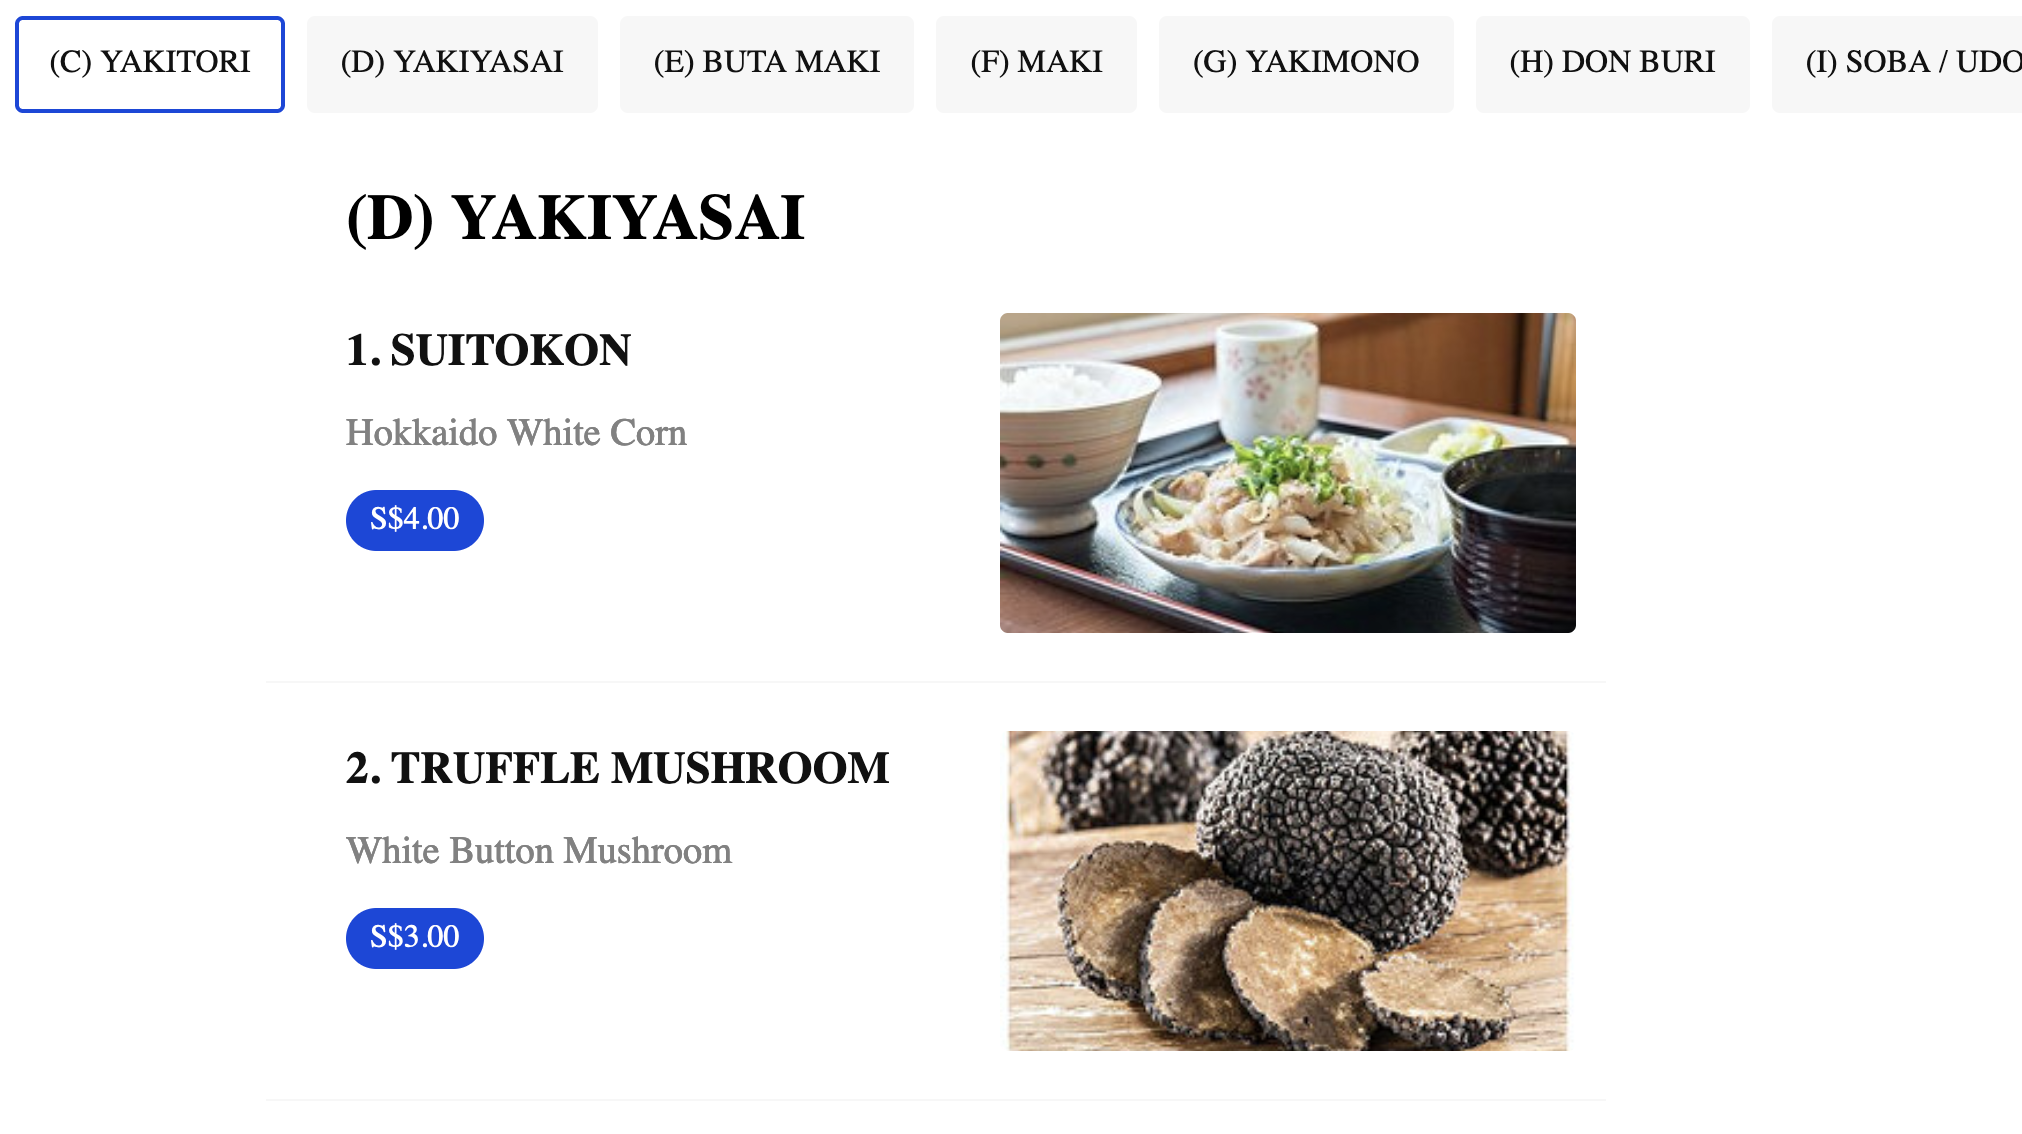 (C) YAKITORI
(D) YAKIYASAI
(E) BUTA MAKI
(F) MAKI
(G) YAKIMONO
(H) DON BURI
(I) SOBA / UDO
(D) YAKIYASAI
1. SUITOKON
Hokkaido White Corn
S$4.00
2. TRUFFLE MUSHROOM
White Button Mushroom
S$3.00